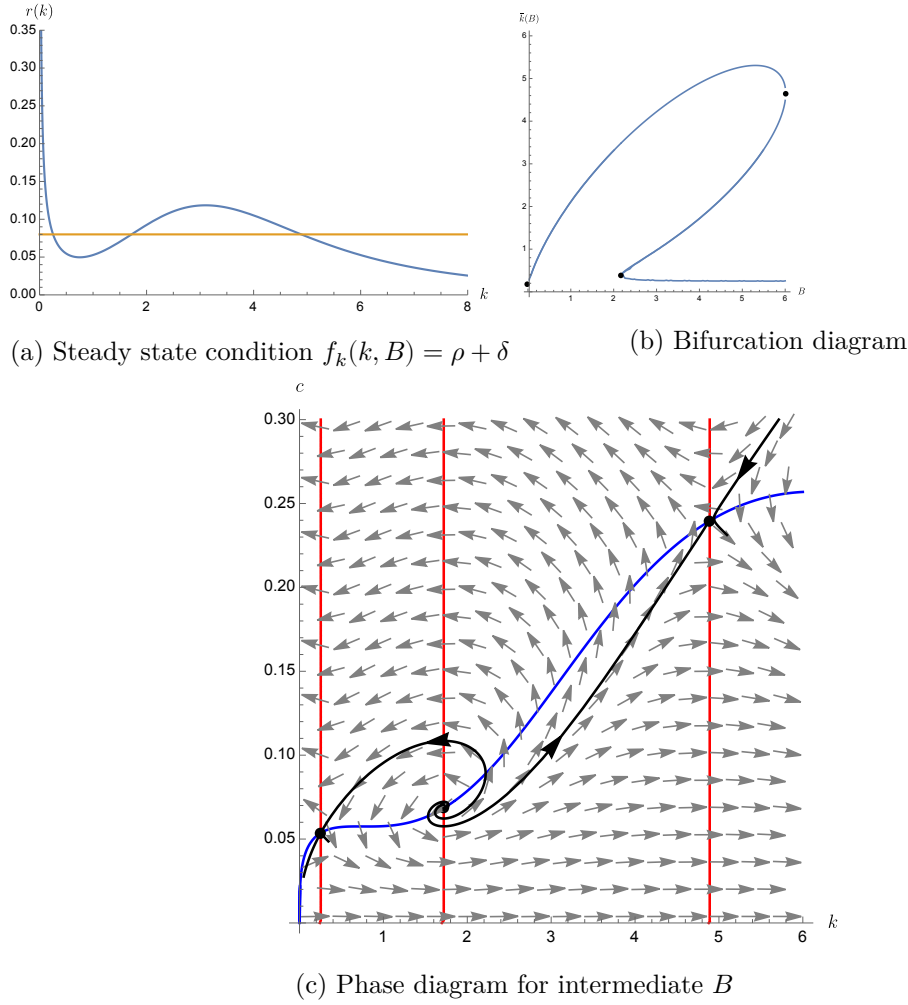 r(k)
0.35
0.30
0.25
0.20
0.15
0.10
0.05
0.00
0 2 4 6 8
k
(a) Steady state condition f_k(k, B) = ρ + δ
k̄(B)
6
5
4
3
2
1
1 2 3 4 5 6
B
(b) Bifurcation diagram
c
0.30
0.25
0.20
0.15
0.10
0.05
1 2 3 4 5 6
k
(c) Phase diagram for intermediate B